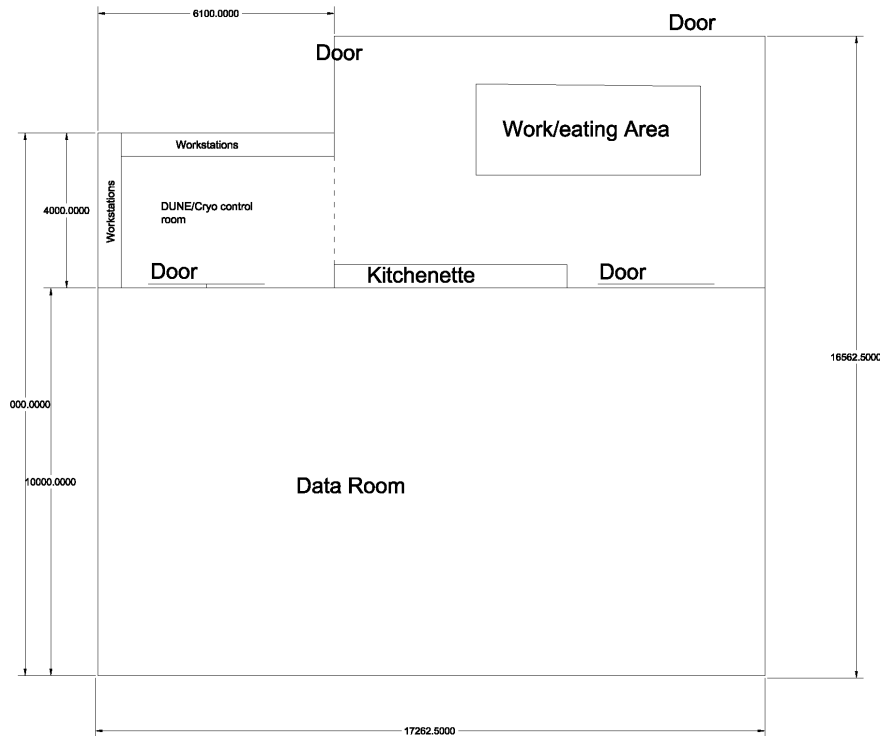 6100.0000
Door
Door
Work/eating Area
Workstations
Workstations
DUNE/Cryo control
room
4000.0000
Door
Kitchenette
Door
16562.5000
000.0000
10000.0000
Data Room
17262.5000